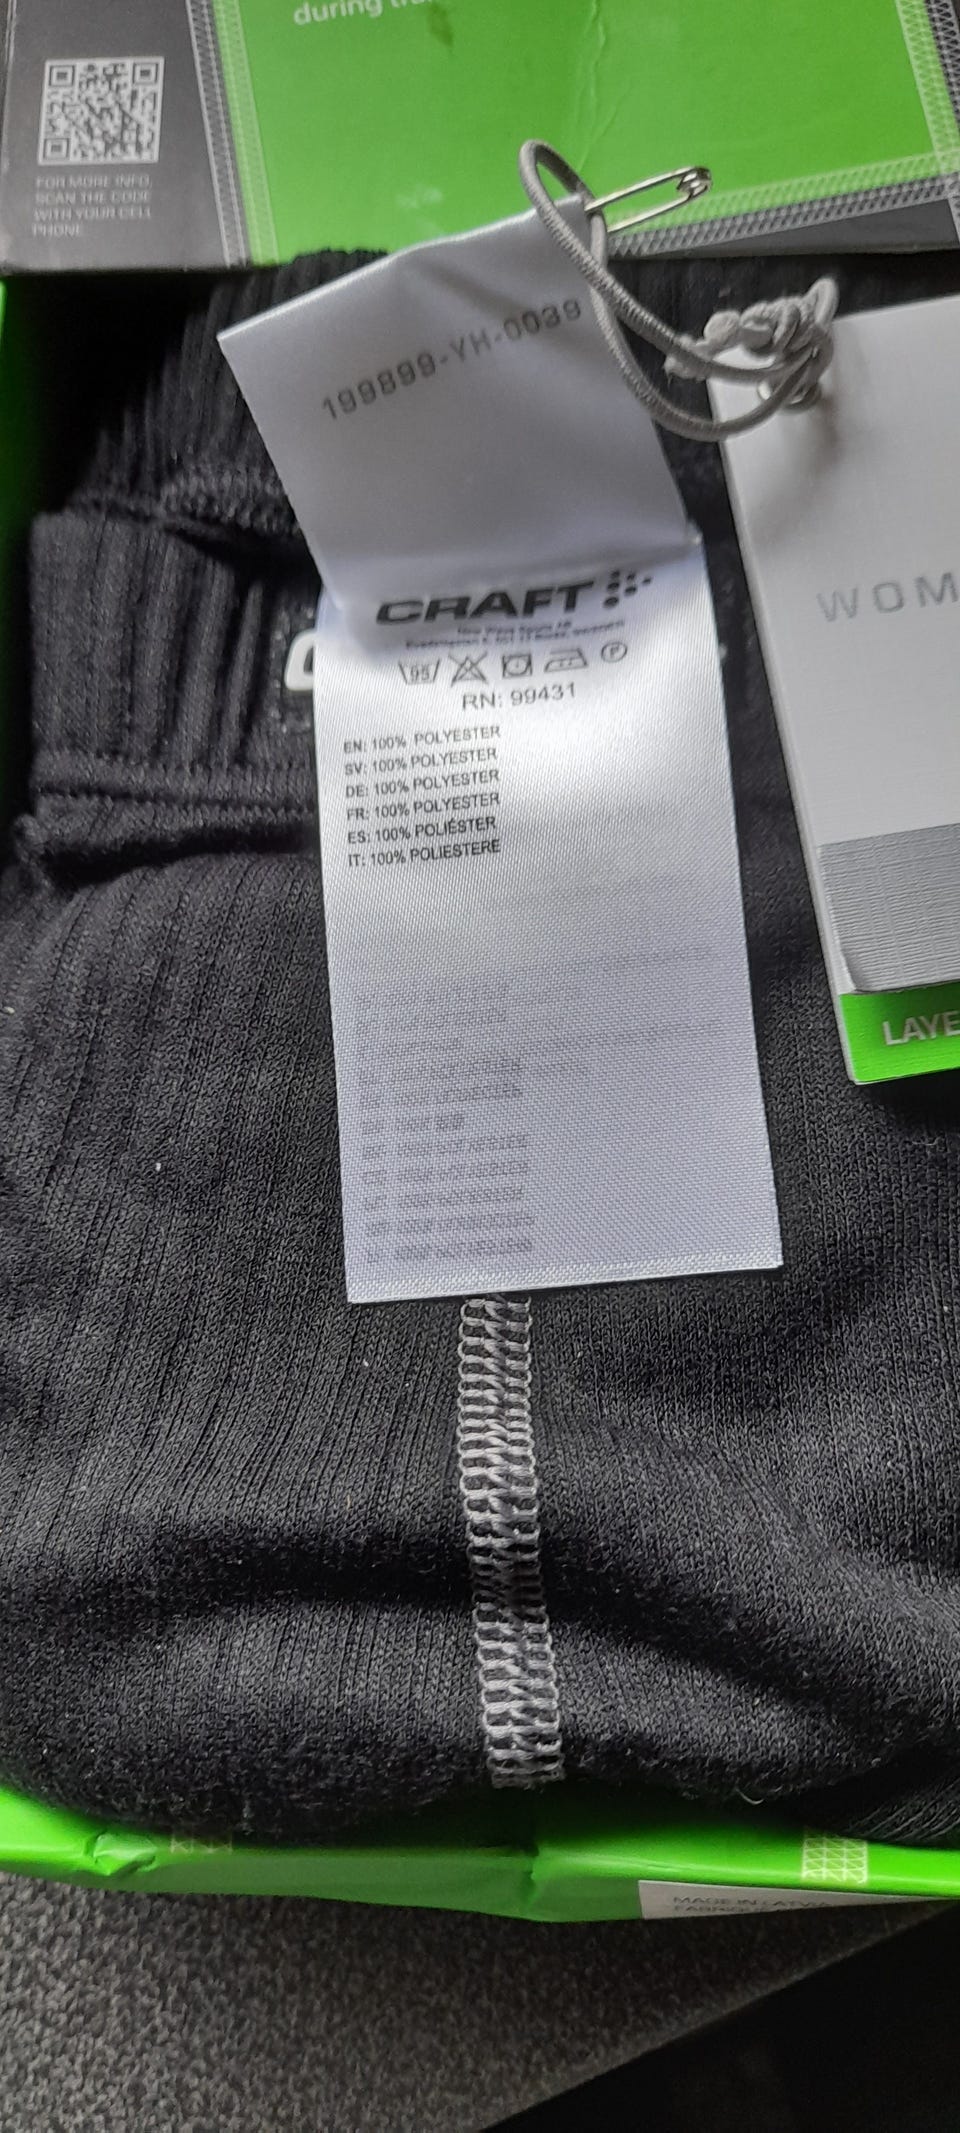 during
FOR MORE INFO,
SCAN THE CODE
WITH YOUR CELL
PHONE
199899-YH-0039
CRAFT
95
P
RN: 99431
EN: 100% POLYESTER
SV: 100% POLYESTER
DE: 100% POLYESTER
FR: 100% POLYESTER
ES: 100% POLIÉSTER
IT: 100% POLIESTERE
WOM
LAYE
MADE IN LATVIA